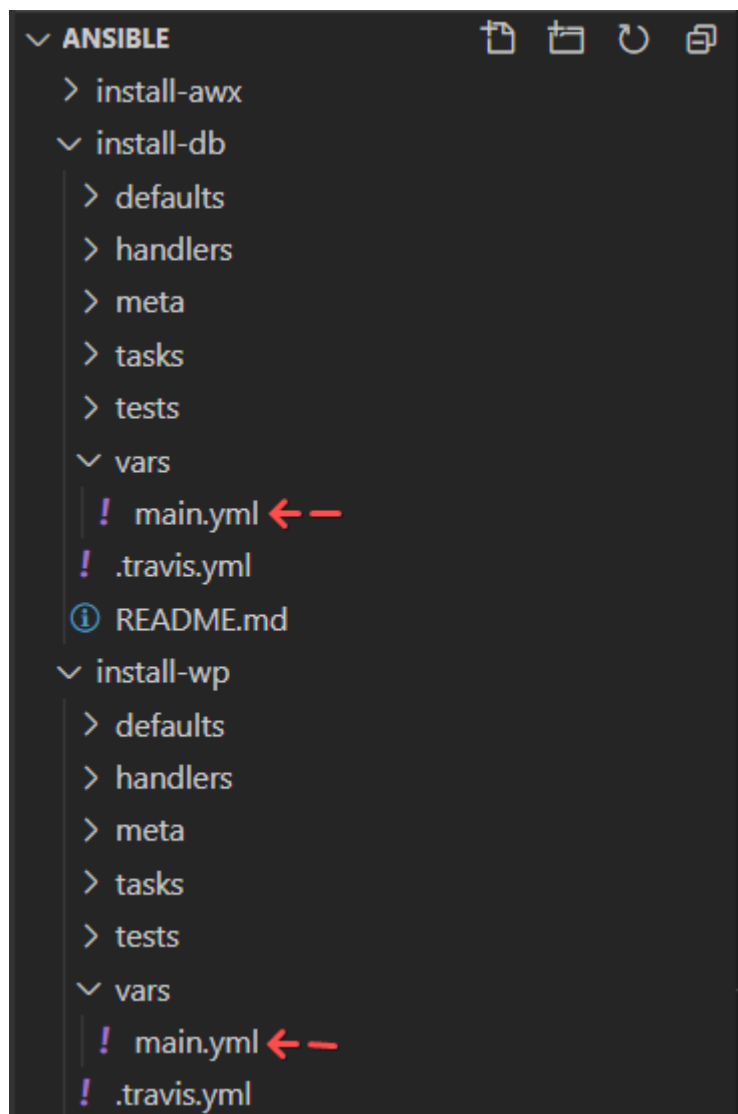 ANSIBLE
install-awx
install-db
defaults
handlers
meta
tasks
tests
vars
! main.yml
! .travis.yml
README.md
install-wp
defaults
handlers
meta
tasks
tests
vars
! main.yml
! .travis.yml